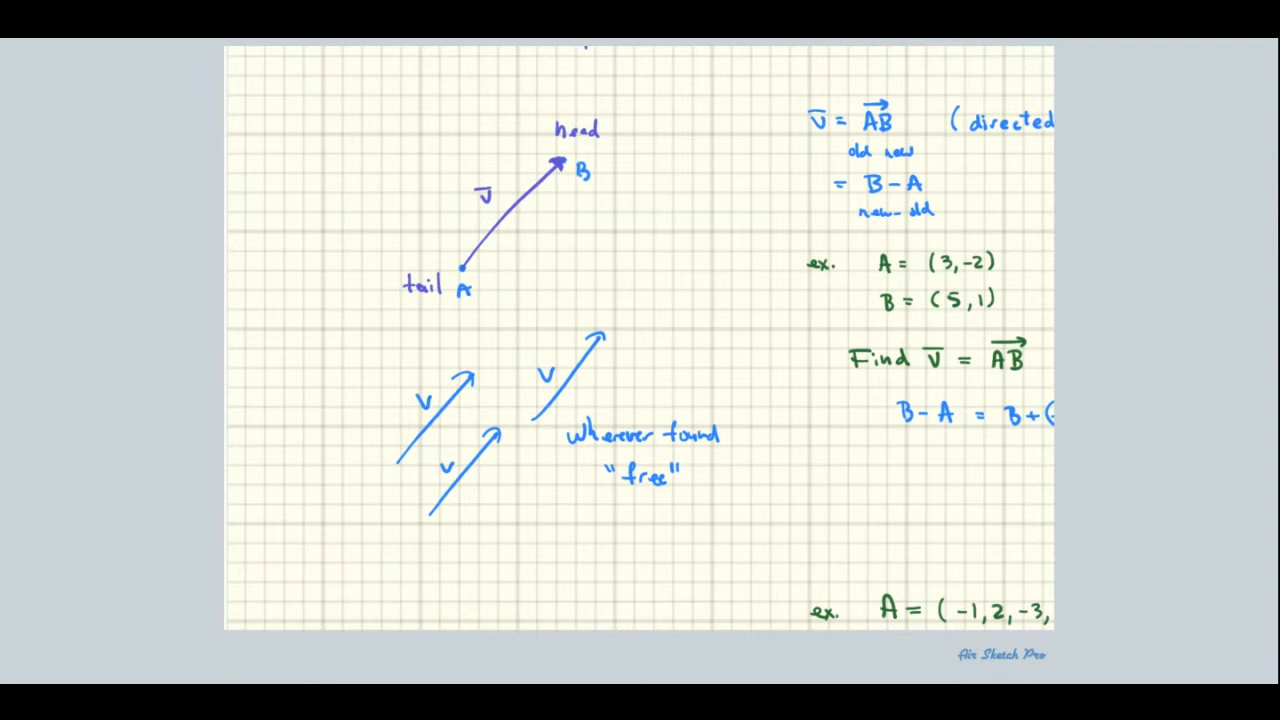 head
B
v̄
tail A
v
v
v
Wherever found
"free"
v̄ = AB⃗ ( directed
old new
= B - A
new - old
ex. A = (3, -2)
B = (5, 1)
Find v̄ = AB⃗
B - A = B + (-
ex. A = ( -1, 2, -3,
Air Sketch Pro